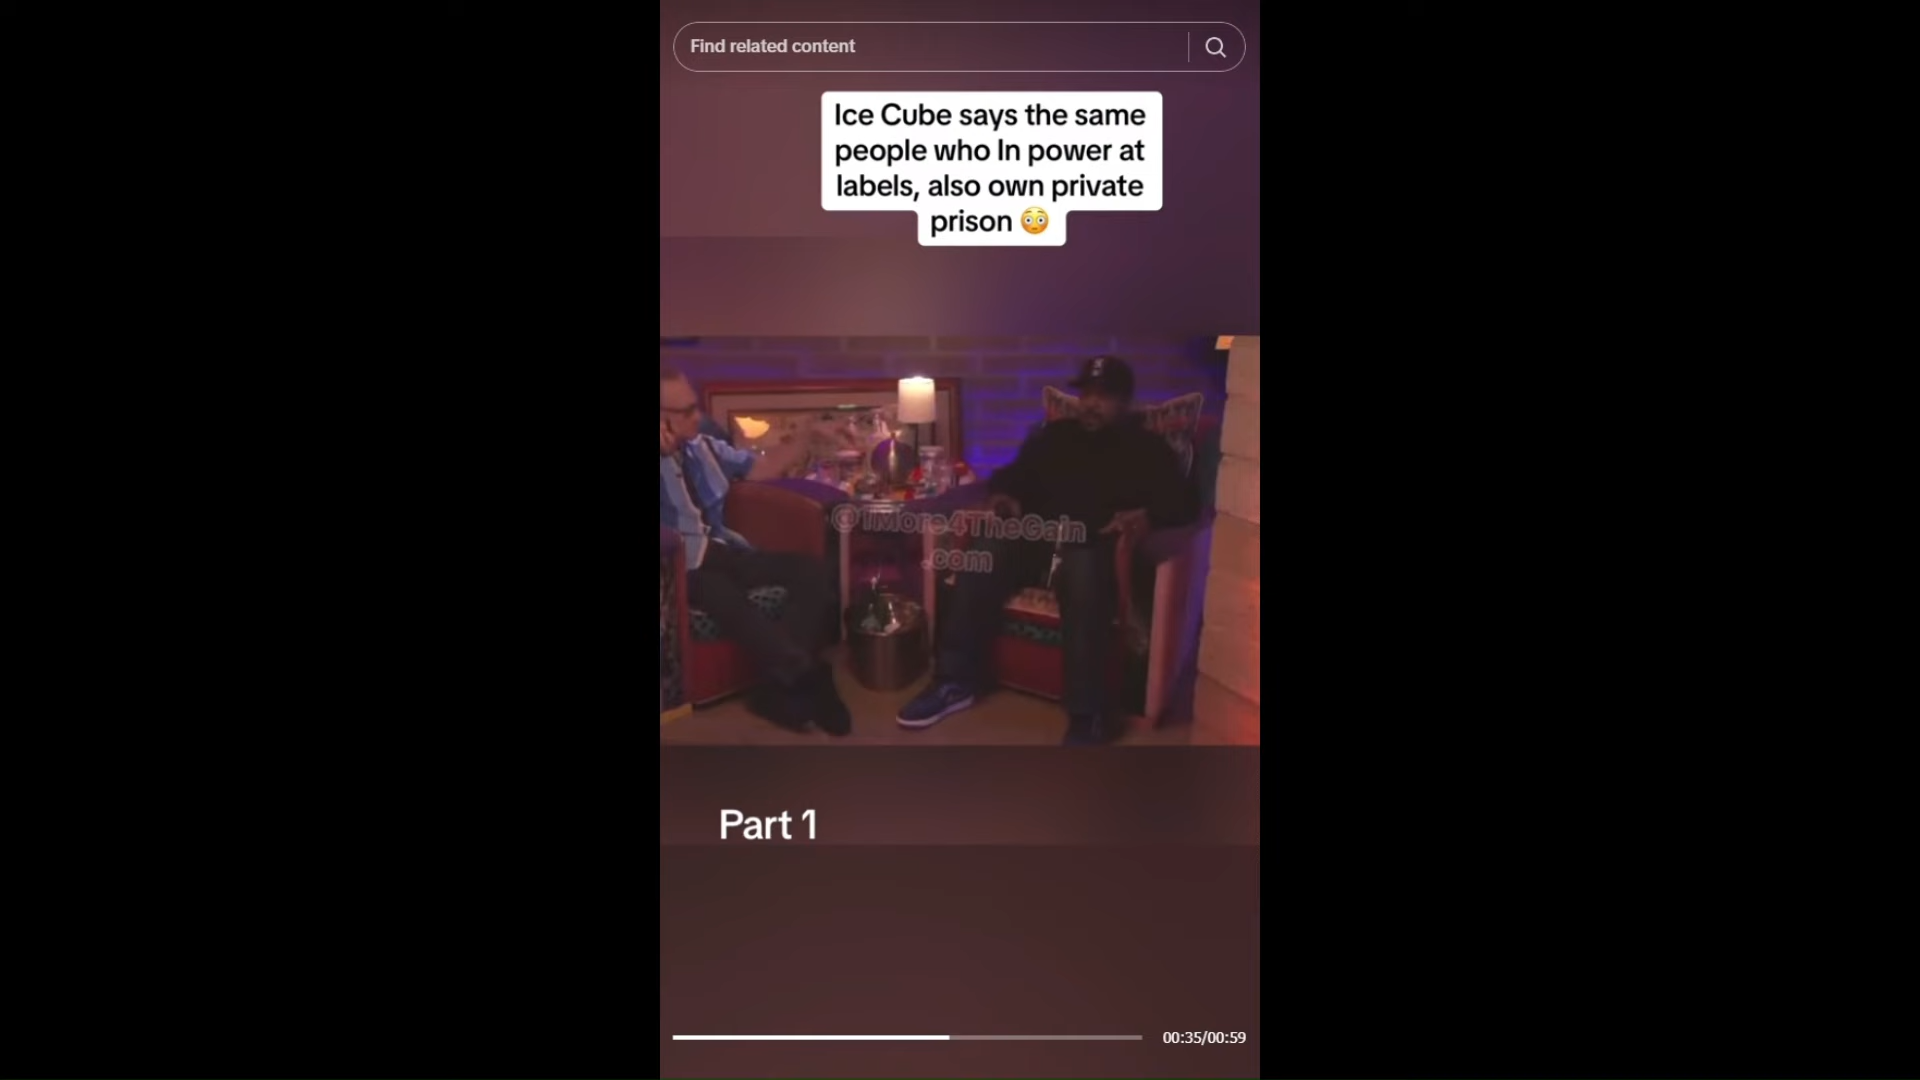 Find related content
Ice Cube says the same
people who In power at
labels, also own private
prison 😳
@1More4TheGain
.com
Part 1
00:35/00:59